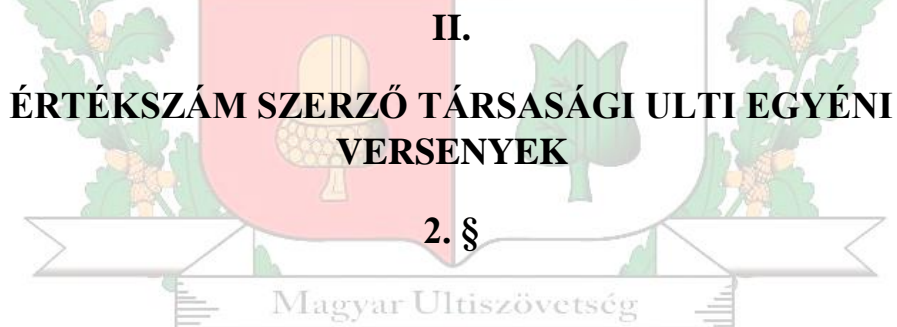 II.
ÉRTÉKSZÁM SZERZŐ TÁRSASÁGI ULTI EGYÉNI
VERSENYEK
2. §
Magyar Ultiszövetség